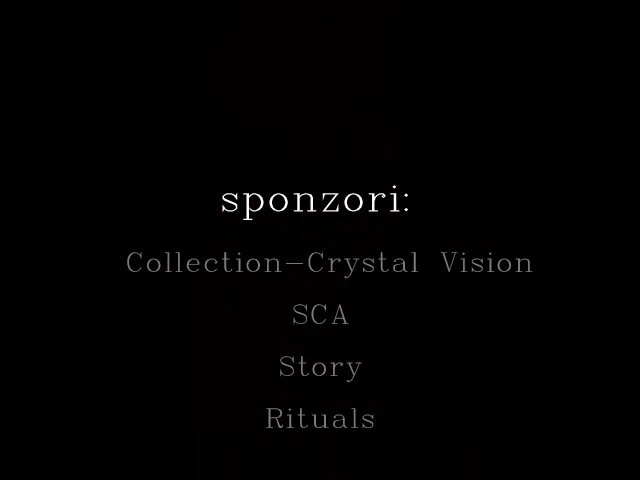 sponzori:
Collection-Crystal Vision
SCA
Story
Rituals